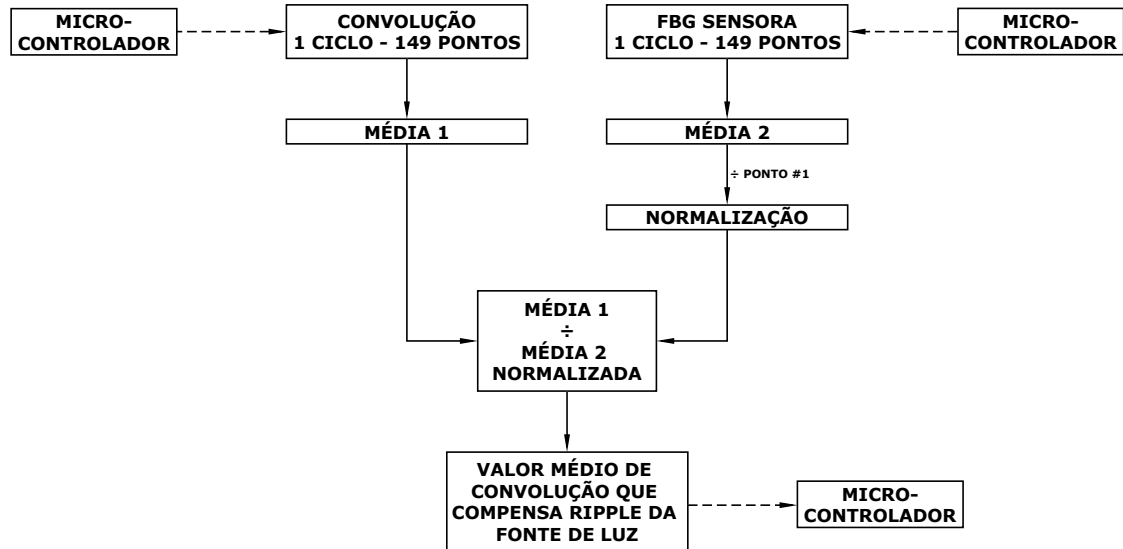 MICRO-
CONTROLADOR
CONVOLUÇÃO
1 CICLO - 149 PONTOS
FBG SENSORA
1 CICLO - 149 PONTOS
MICRO-
CONTROLADOR
MÉDIA 1
MÉDIA 2
÷ PONTO #1
NORMALIZAÇÃO
MÉDIA 1
÷
MÉDIA 2
NORMALIZADA
VALOR MÉDIO DE
CONVOLUÇÃO QUE
COMPENSA RIPPLE DA
FONTE DE LUZ
MICRO-
CONTROLADOR